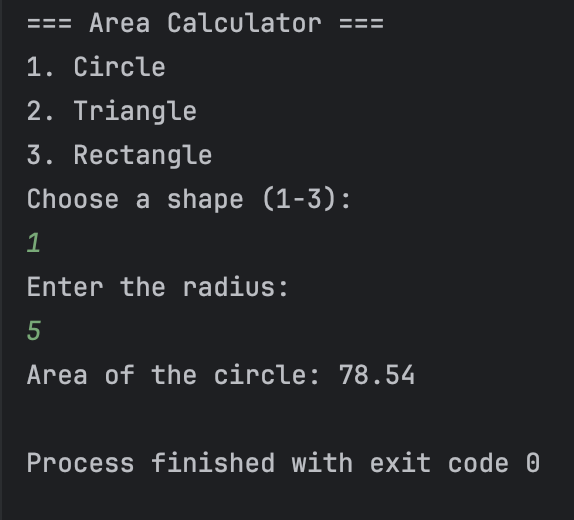 === Area Calculator ===
1. Circle
2. Triangle
3. Rectangle
Choose a shape (1-3):
1
Enter the radius:
5
Area of the circle: 78.54
Process finished with exit code 0